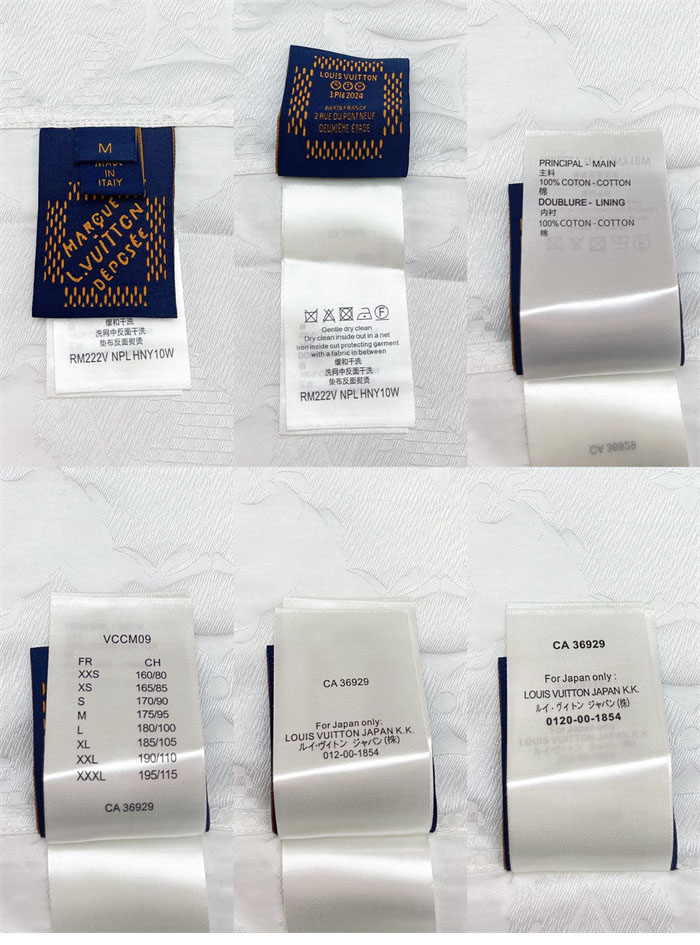 M
MADE IN
ITALY
MARQUE
L.VUITTON
DÉPOSÉE
缓和干洗
洗网中反面干洗
垫布反面熨烫
RM222V NPL HNY10W
LOUIS VUITTON
2024
PARIS FRANCE
2 RUE DU PONT NEUF
DEUXIÈME ÉTAGE
Gentle dry clean
Dry clean inside out in a net
Iron inside out protecting garment
with a fabric in between
缓和干洗
洗网中反面干洗
垫布反面熨烫
RM222V NPL HNY10W
PRINCIPAL - MAIN
主料
100% COTON - COTTON
棉
DOUBLURE - LINING
内衬
100% COTON - COTTON
棉
CA 36929
VCCM09
FR CH
XXS 160/80
XS 165/85
S 170/90
M 175/95
L 180/100
XL 185/105
XXL 190/110
XXXL 195/115
CA 36929
CA 36929
For Japan only:
LOUIS VUITTON JAPAN K.K.
ルイ・ヴイトン ジャパン(株)
012-00-1854
CA 36929
For Japan only :
LOUIS VUITTON JAPAN K.K.
ルイ・ヴィトン ジャパン(株)
0120-00-1854